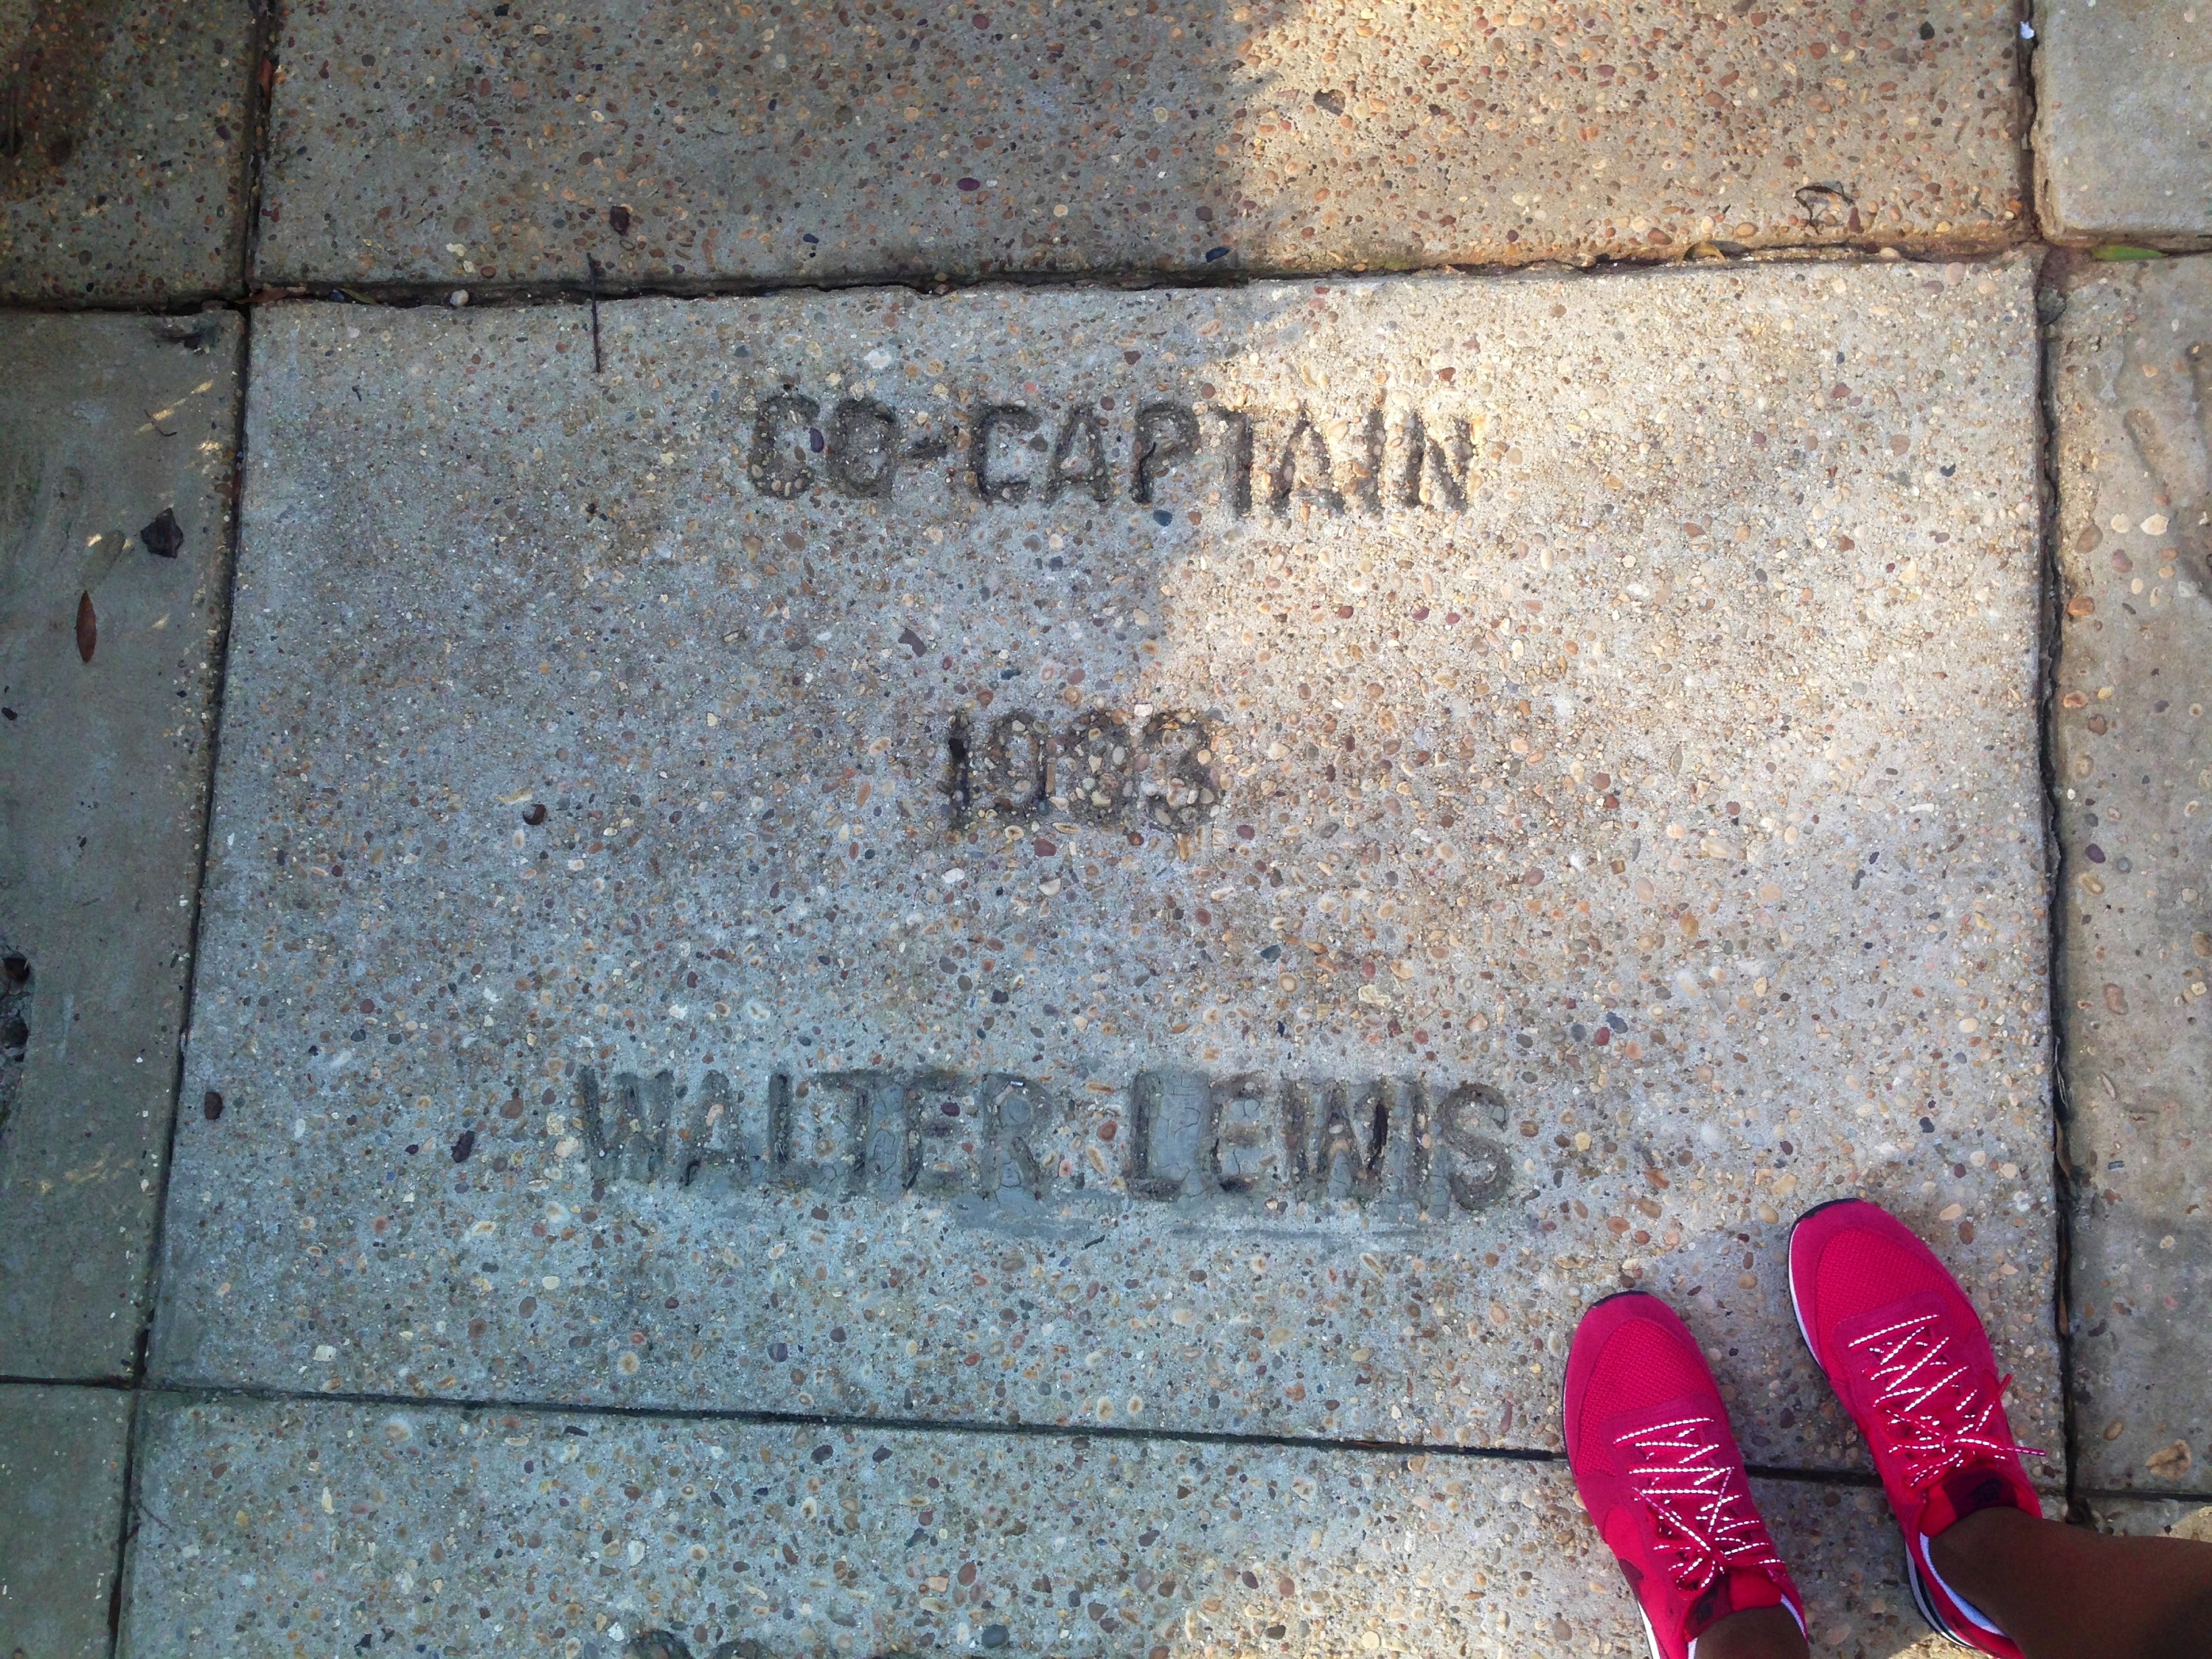 CO-CAPTAIN
1983
WALTER LEWIS